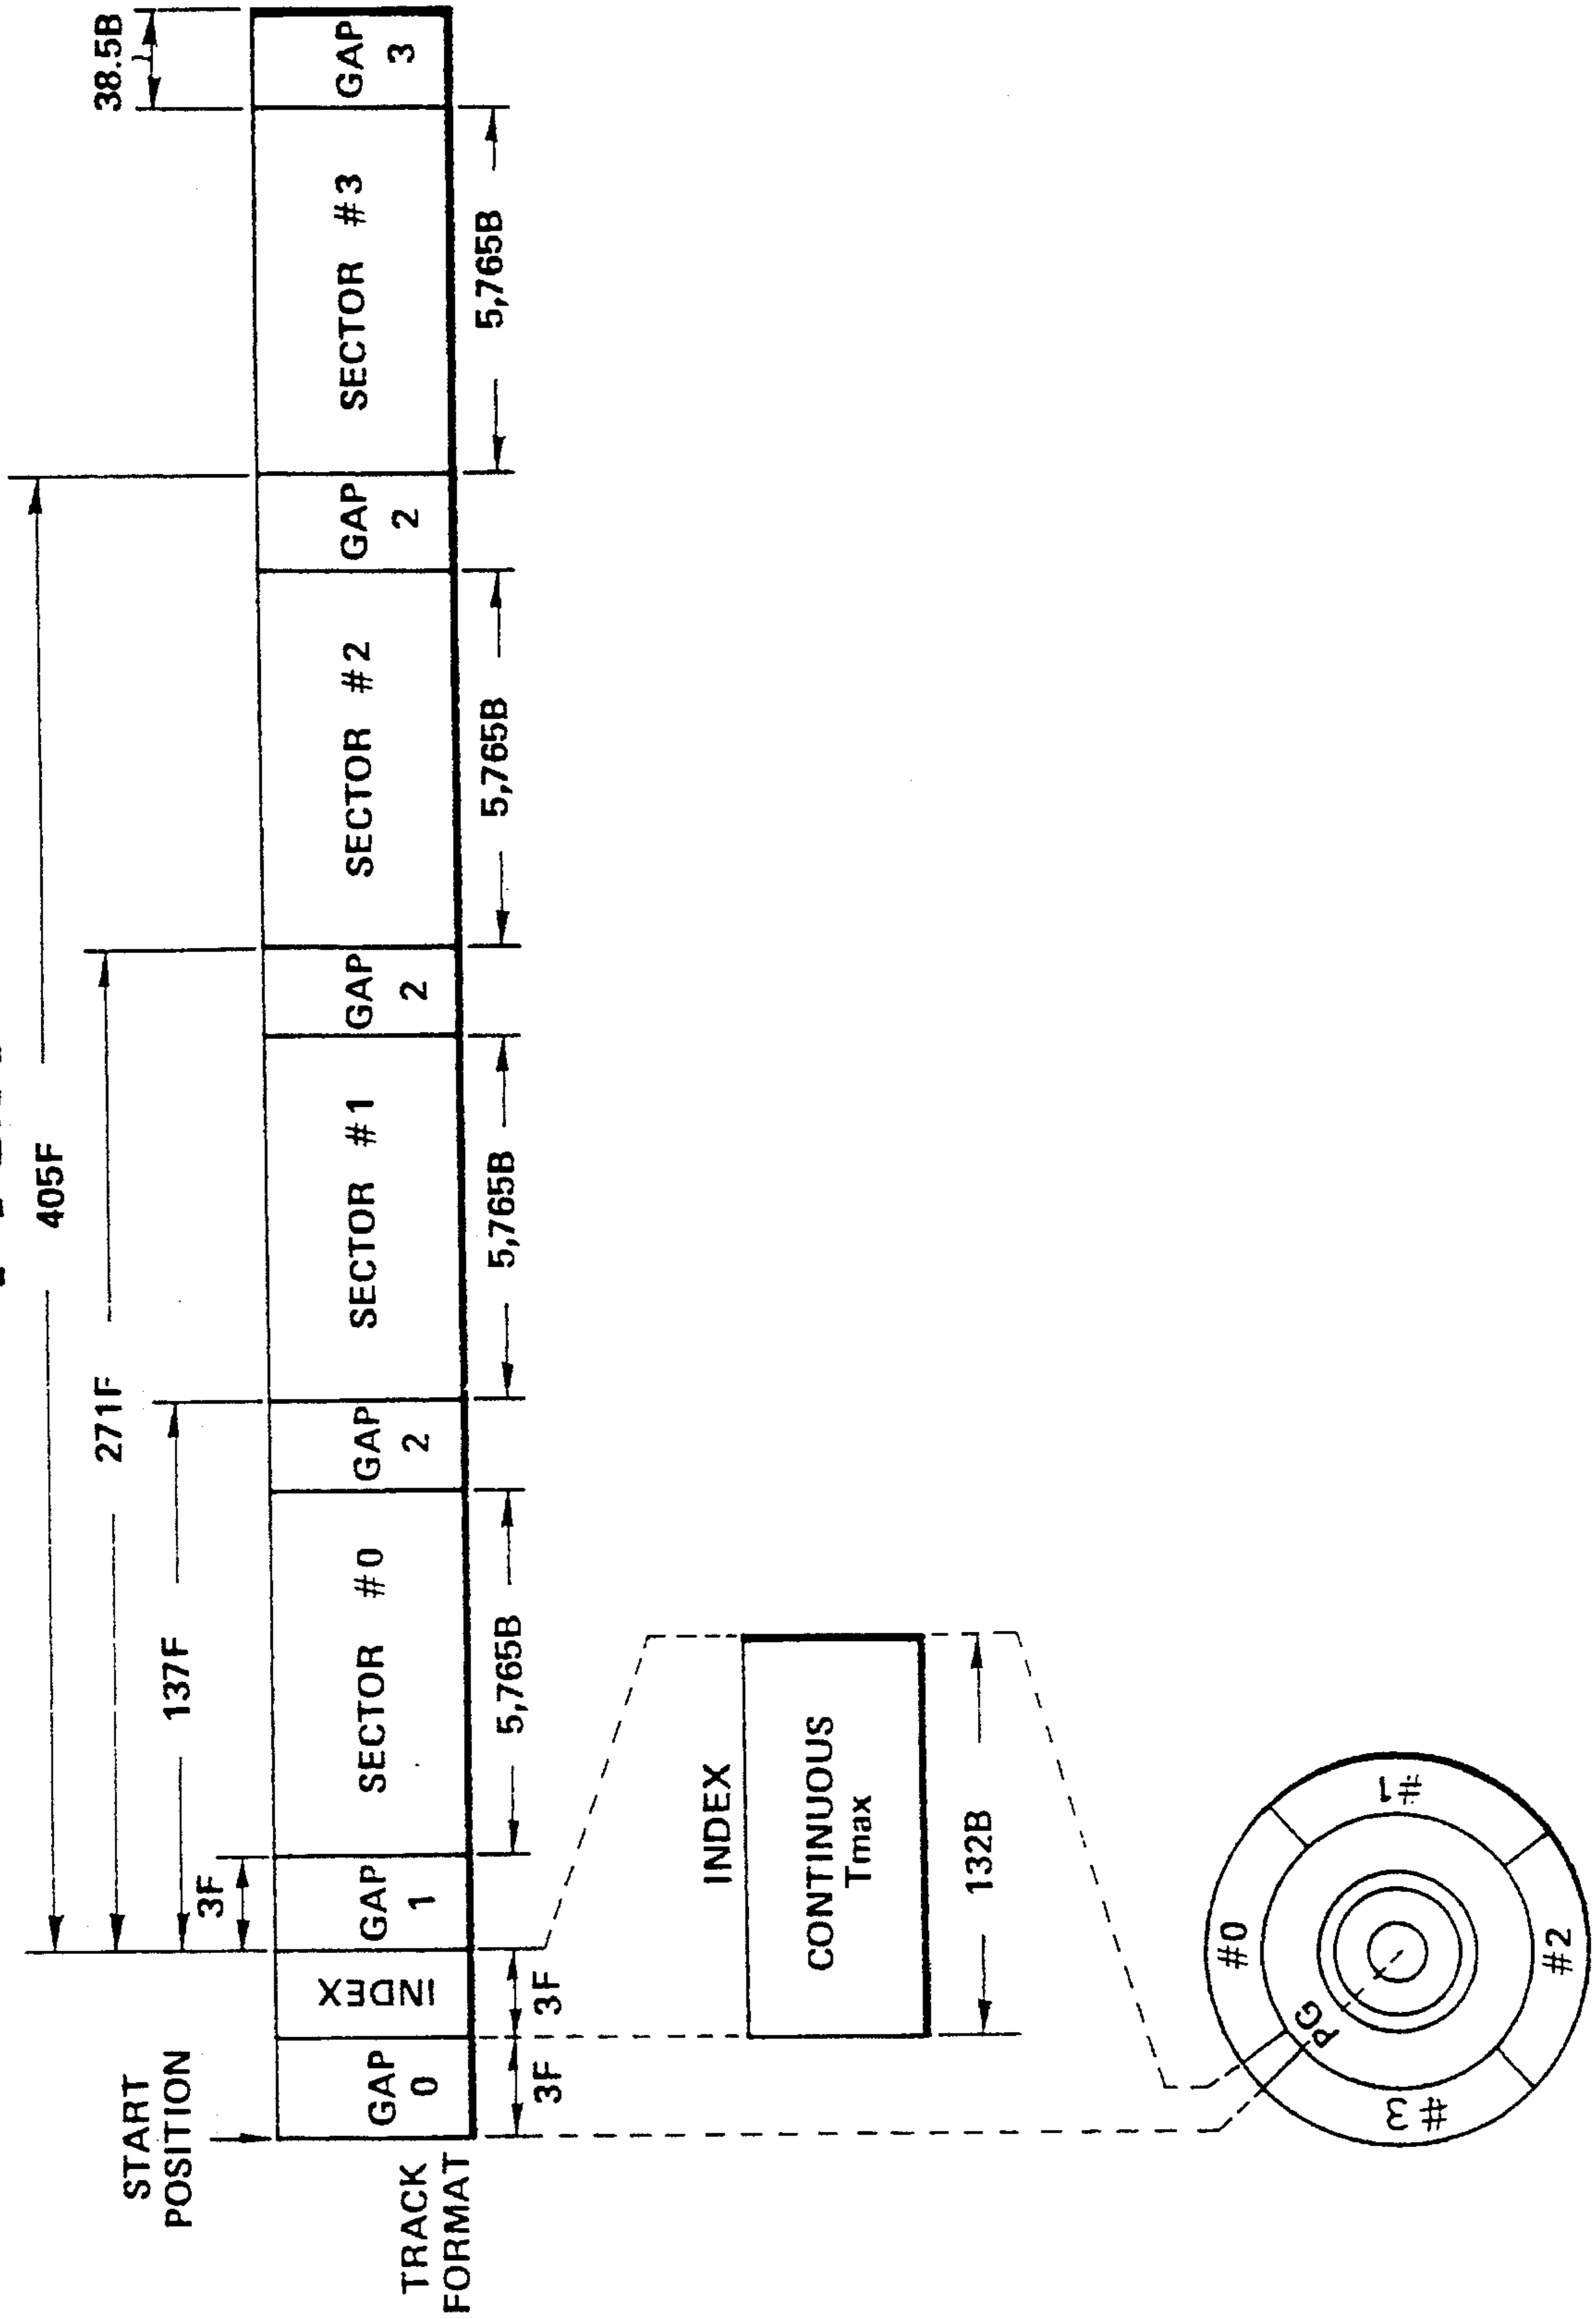 405F
271F
137F
38.5B
3F
START
POSITION
TRACK
FORMAT
GAP
0
INDEX
GAP
1
SECTOR #0
GAP
2
SECTOR #1
GAP
2
SECTOR #2
GAP
2
SECTOR #3
GAP
3
3F
3F
5,765B
5,765B
5,765B
5,765B
INDEX
CONTINUOUS
Tmax
132B
PG
#0
#1
#2
#3